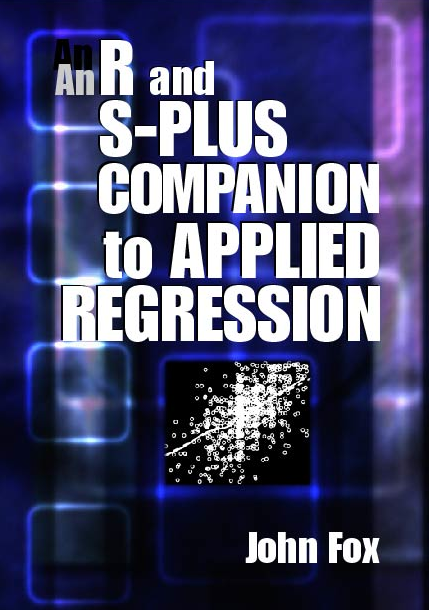 An R and
S-PLUS
COMPANION
to APPLIED
REGRESSION
John Fox